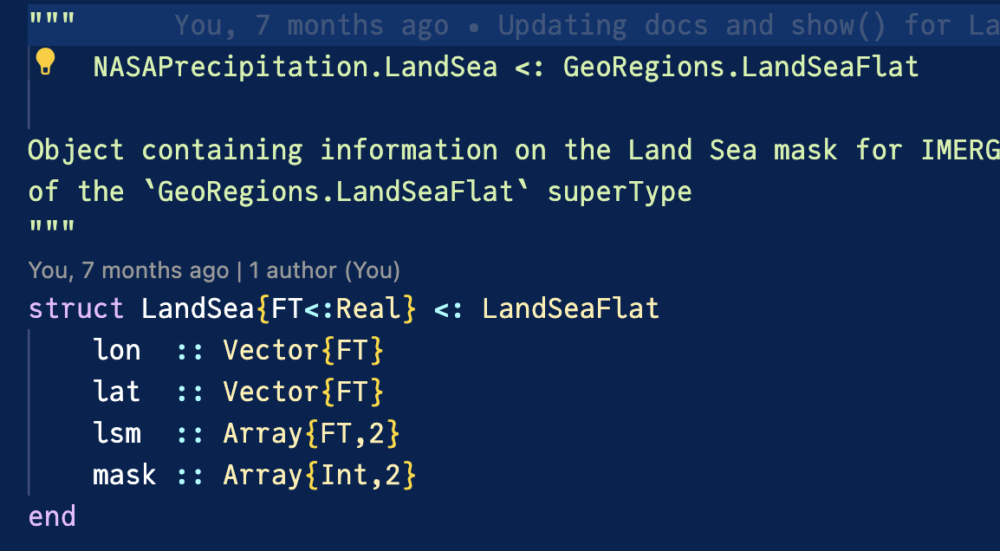 """ You, 7 months ago • Updating docs and show() for La
NASAPrecipitation.LandSea <: GeoRegions.LandSeaFlat
Object containing information on the Land Sea mask for IMERG
of the `GeoRegions.LandSeaFlat` superType
"""
You, 7 months ago | 1 author (You)
struct LandSea{FT<:Real} <: LandSeaFlat
lon :: Vector{FT}
lat :: Vector{FT}
lsm :: Array{FT,2}
mask :: Array{Int,2}
end